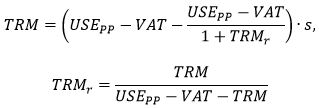 TRM = (USE_PP − VAT − (USE_PP − VAT)/(1 + TRM_r)) · s,
TRM_r = TRM/(USE_PP − VAT − TRM)